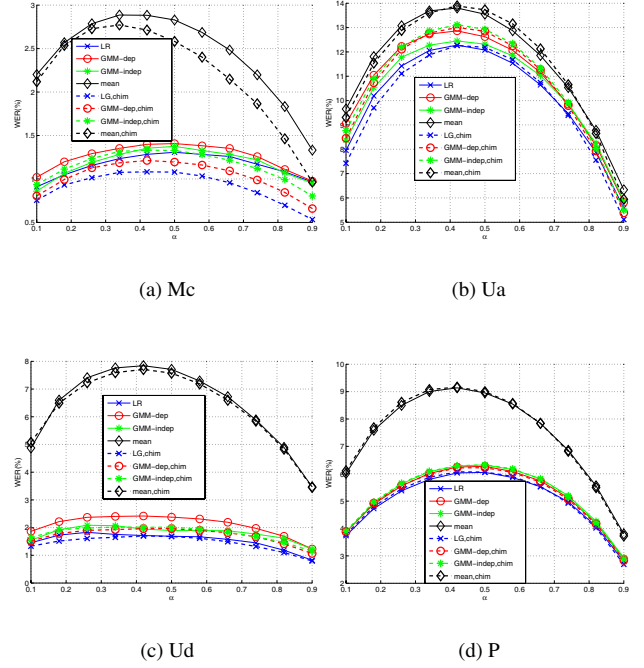 3
2.5
2
1.5
1
0.5
WER(%)
0.1 0.2 0.3 0.4 0.5 0.6 0.7 0.8 0.9
α
LR
GMM−dep
GMM−indep
mean
LG,chim
GMM−dep,chim
GMM−indep,chim
mean,chim
(a) Mc
14
13
12
11
10
9
8
7
6
5
WER(%)
0.1 0.2 0.3 0.4 0.5 0.6 0.7 0.8 0.9
α
LR
GMM−dep
GMM−indep
mean
LG,chim
GMM−dep,chim
GMM−indep,chim
mean,chim
(b) Ua
8
7
6
5
4
3
2
1
0
WER(%)
0.1 0.2 0.3 0.4 0.5 0.6 0.7 0.8 0.9
α
LR
GMM−dep
GMM−indep
mean
LG,chim
GMM−dep,chim
GMM−indep,chim
mean,chim
(c) Ud
10
9
8
7
6
5
4
3
2
WER(%)
0.1 0.2 0.3 0.4 0.5 0.6 0.7 0.8 0.9
α
LR
GMM−dep
GMM−indep
mean
LG,chim
GMM−dep,chim
GMM−indep,chim
mean,chim
(d) P